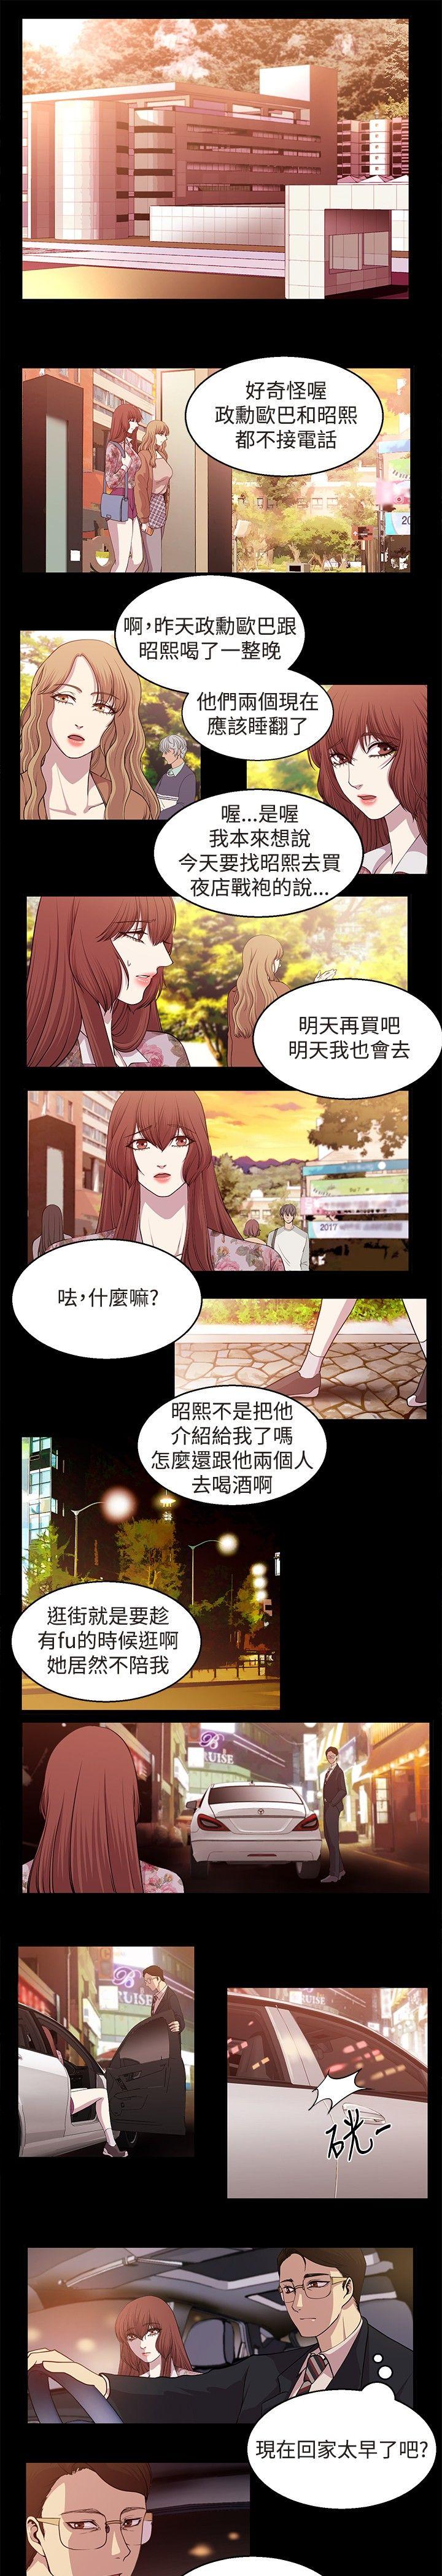 好奇怪喔
政勳歐巴和昭熙
都不接電話
20
啊,昨天政勳歐巴跟
昭熙喝了一整晚
他們兩個現在
應該睡翻了
喔...是喔
我本來想說
今天要找昭熙去買
夜店戰袍的說...
明天再買吧
明天我也會去
2017
呿,什麼嘛?
昭熙不是把他
介紹給我了嗎
怎麼還跟他兩個人
去喝酒啊
逛街就是要趁
有fu的時候逛啊
她居然不陪我
B
RUISE
B
RUISE
硄-
現在回家太早了吧?